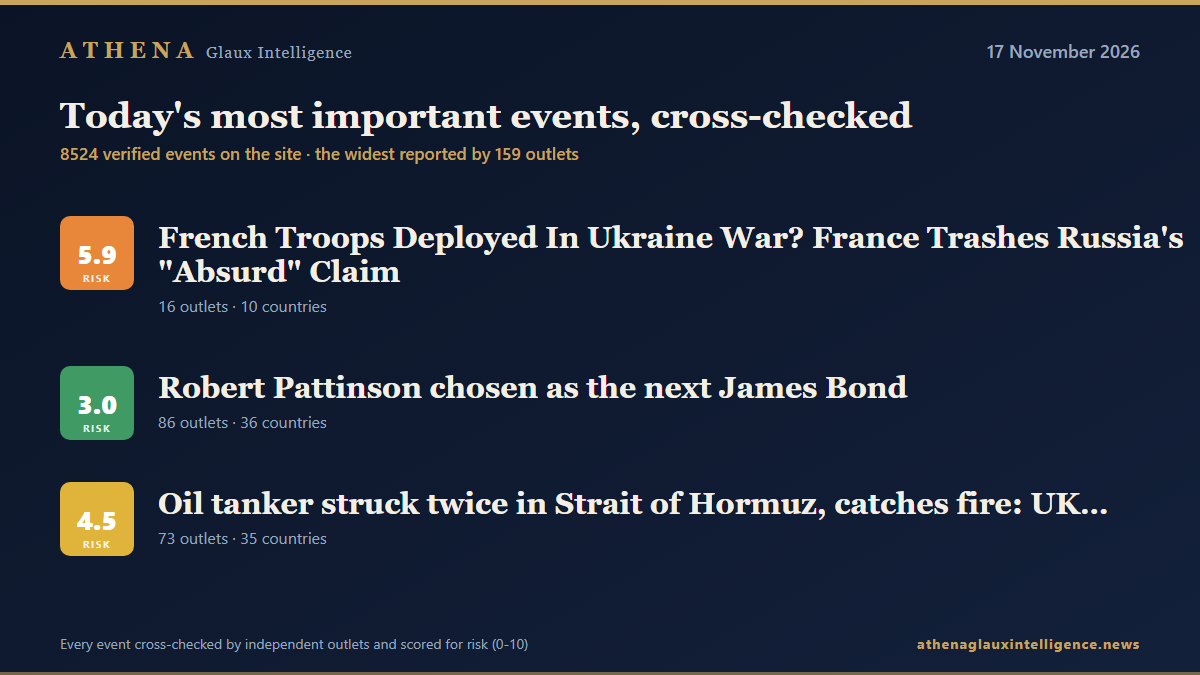 ATHENA Glaux Intelligence
17 November 2026
Today's most important events, cross-checked
8524 verified events on the site · the widest reported by 159 outlets
5.9
RISK
French Troops Deployed In Ukraine War? France Trashes Russia's
"Absurd" Claim
16 outlets · 10 countries
3.0
RISK
Robert Pattinson chosen as the next James Bond
86 outlets · 36 countries
4.5
RISK
Oil tanker struck twice in Strait of Hormuz, catches fire: UK...
73 outlets · 35 countries
Every event cross-checked by independent outlets and scored for risk (0-10)
athenaglauxintelligence.news